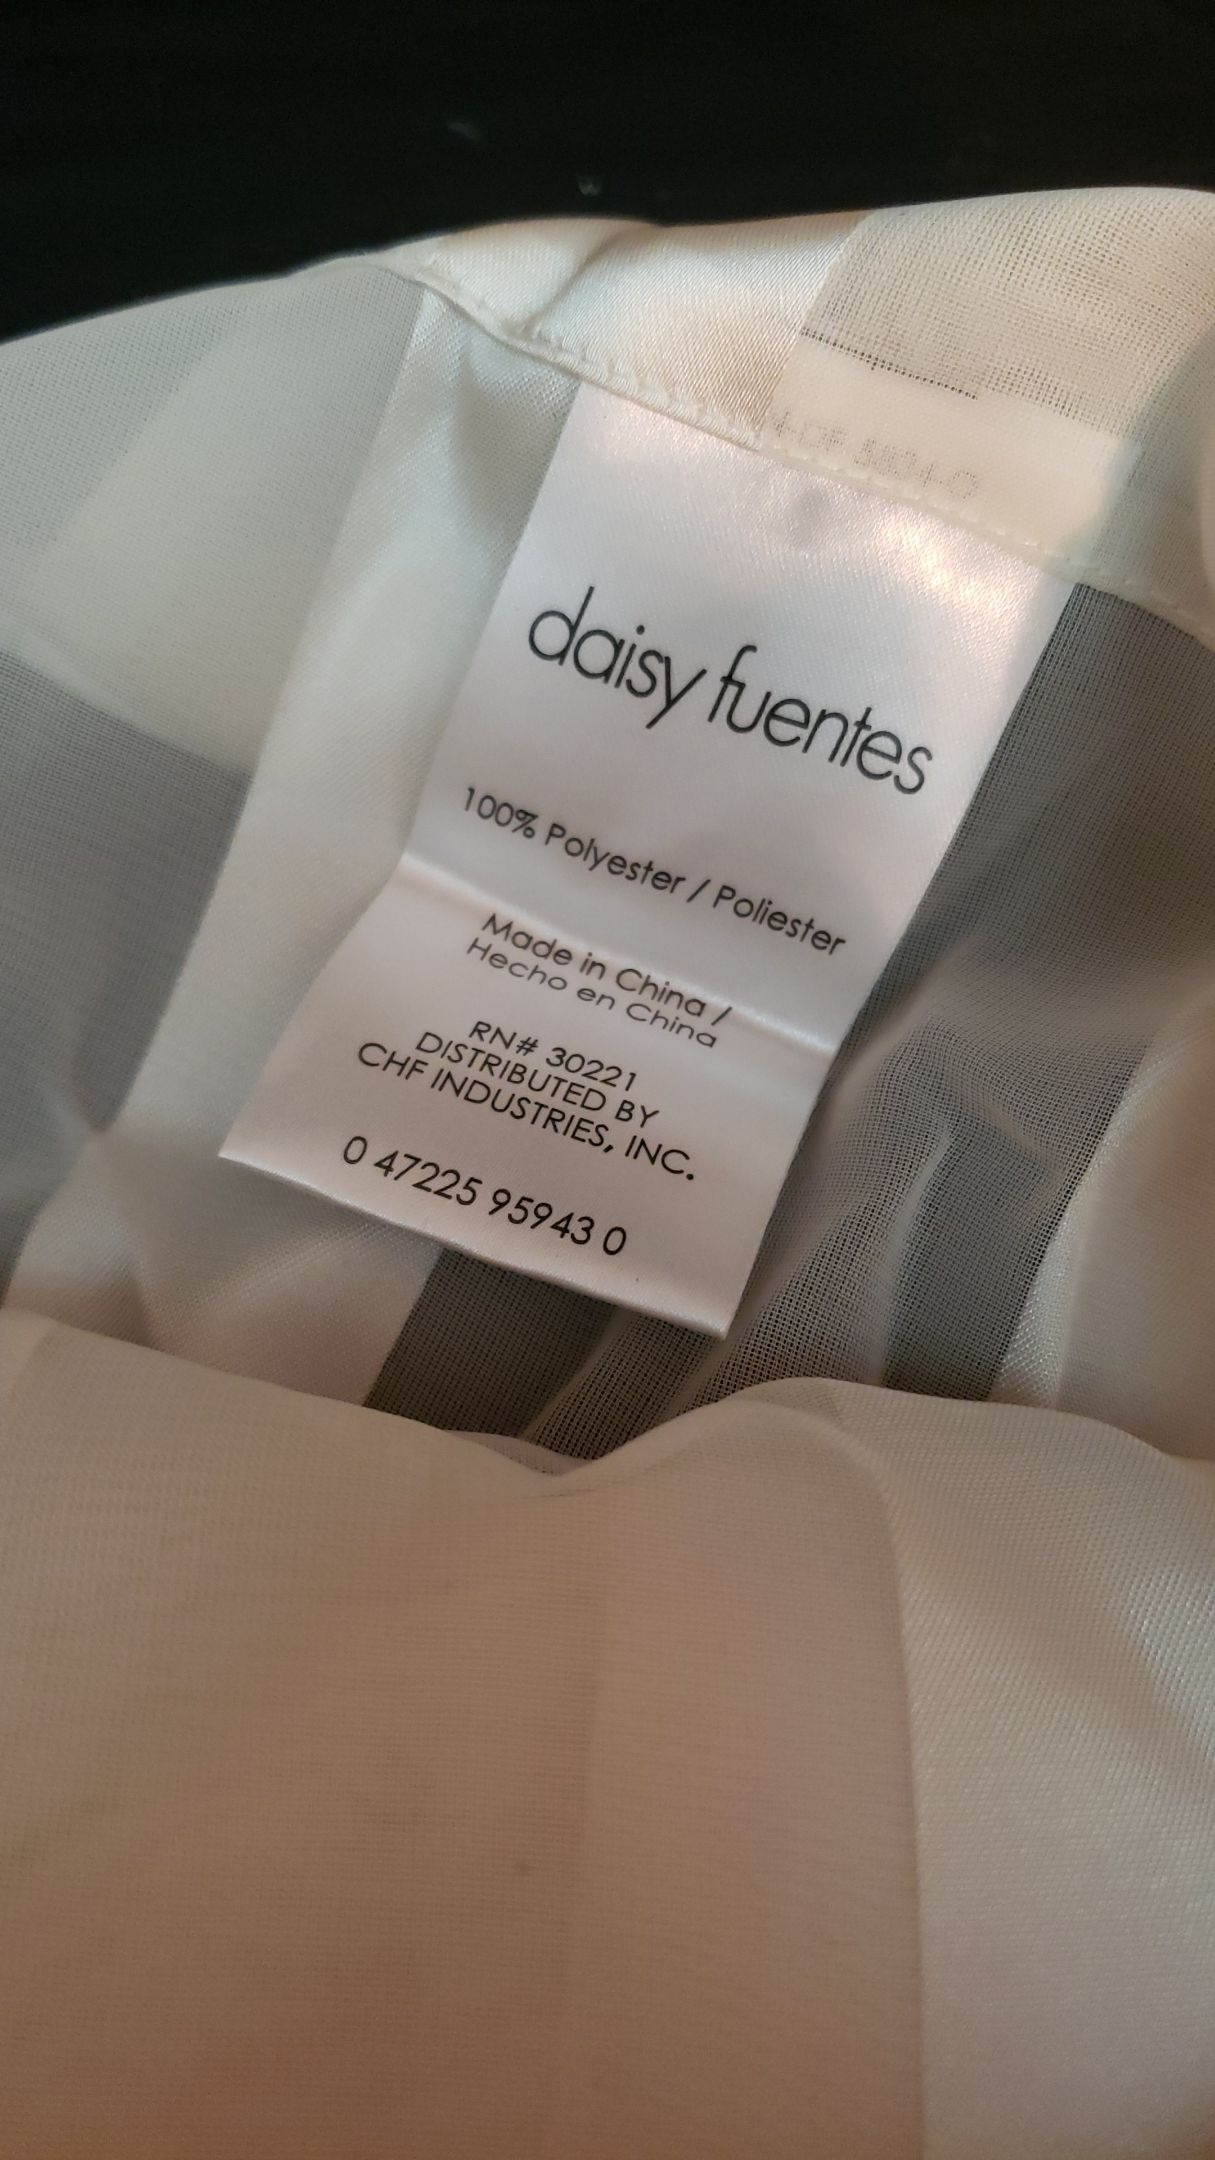 daisy fuentes
100% Polyester / Poliester
Made in China /
Hecho en China
RN# 30221
DISTRIBUTED BY
CHF INDUSTRIES, INC.
0 47225 95943 0